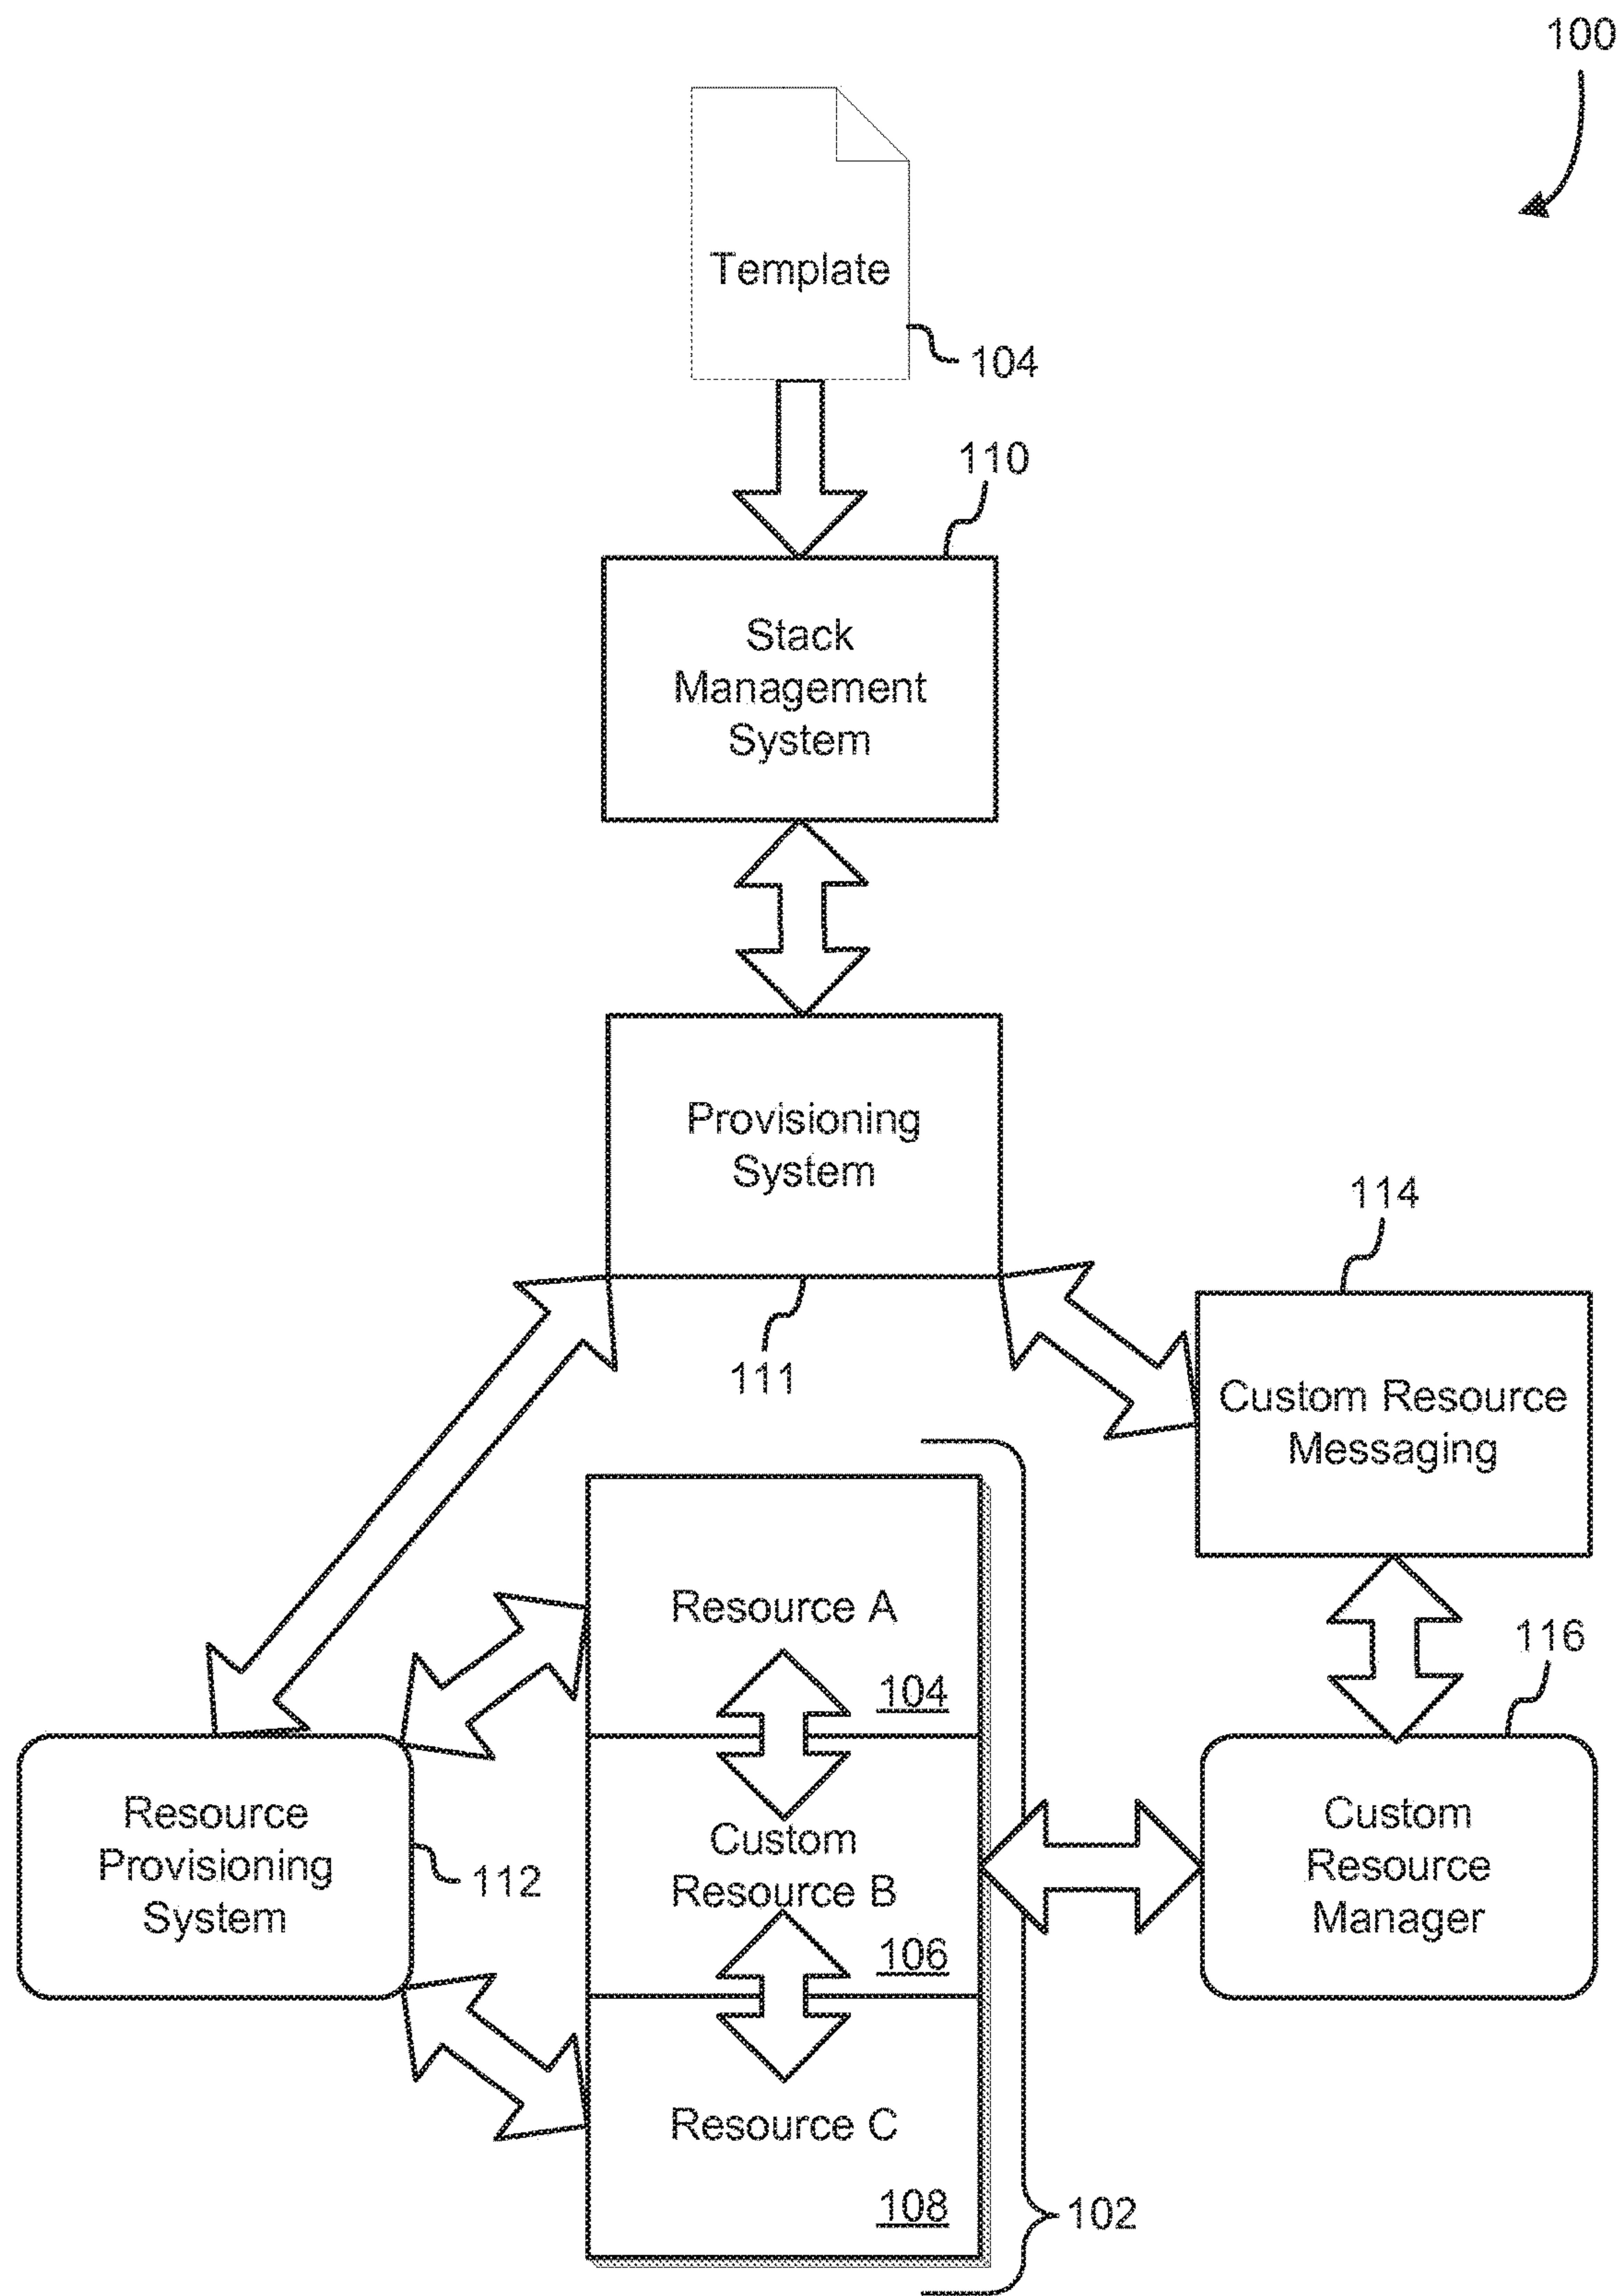 100
Template
104
110
Stack
Management
System
Provisioning
System
111
114
Custom Resource
Messaging
Resource A
104
116
Resource
Provisioning
System
112
Custom
Resource B
106
Custom
Resource
Manager
Resource C
108
102